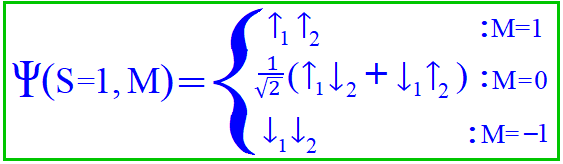 ↑₁↑₂ :M=1
Ψ(S=1,M)= { 1/√2(↑₁↓₂+↓₁↑₂) :M=0
↓₁↓₂ :M=−1